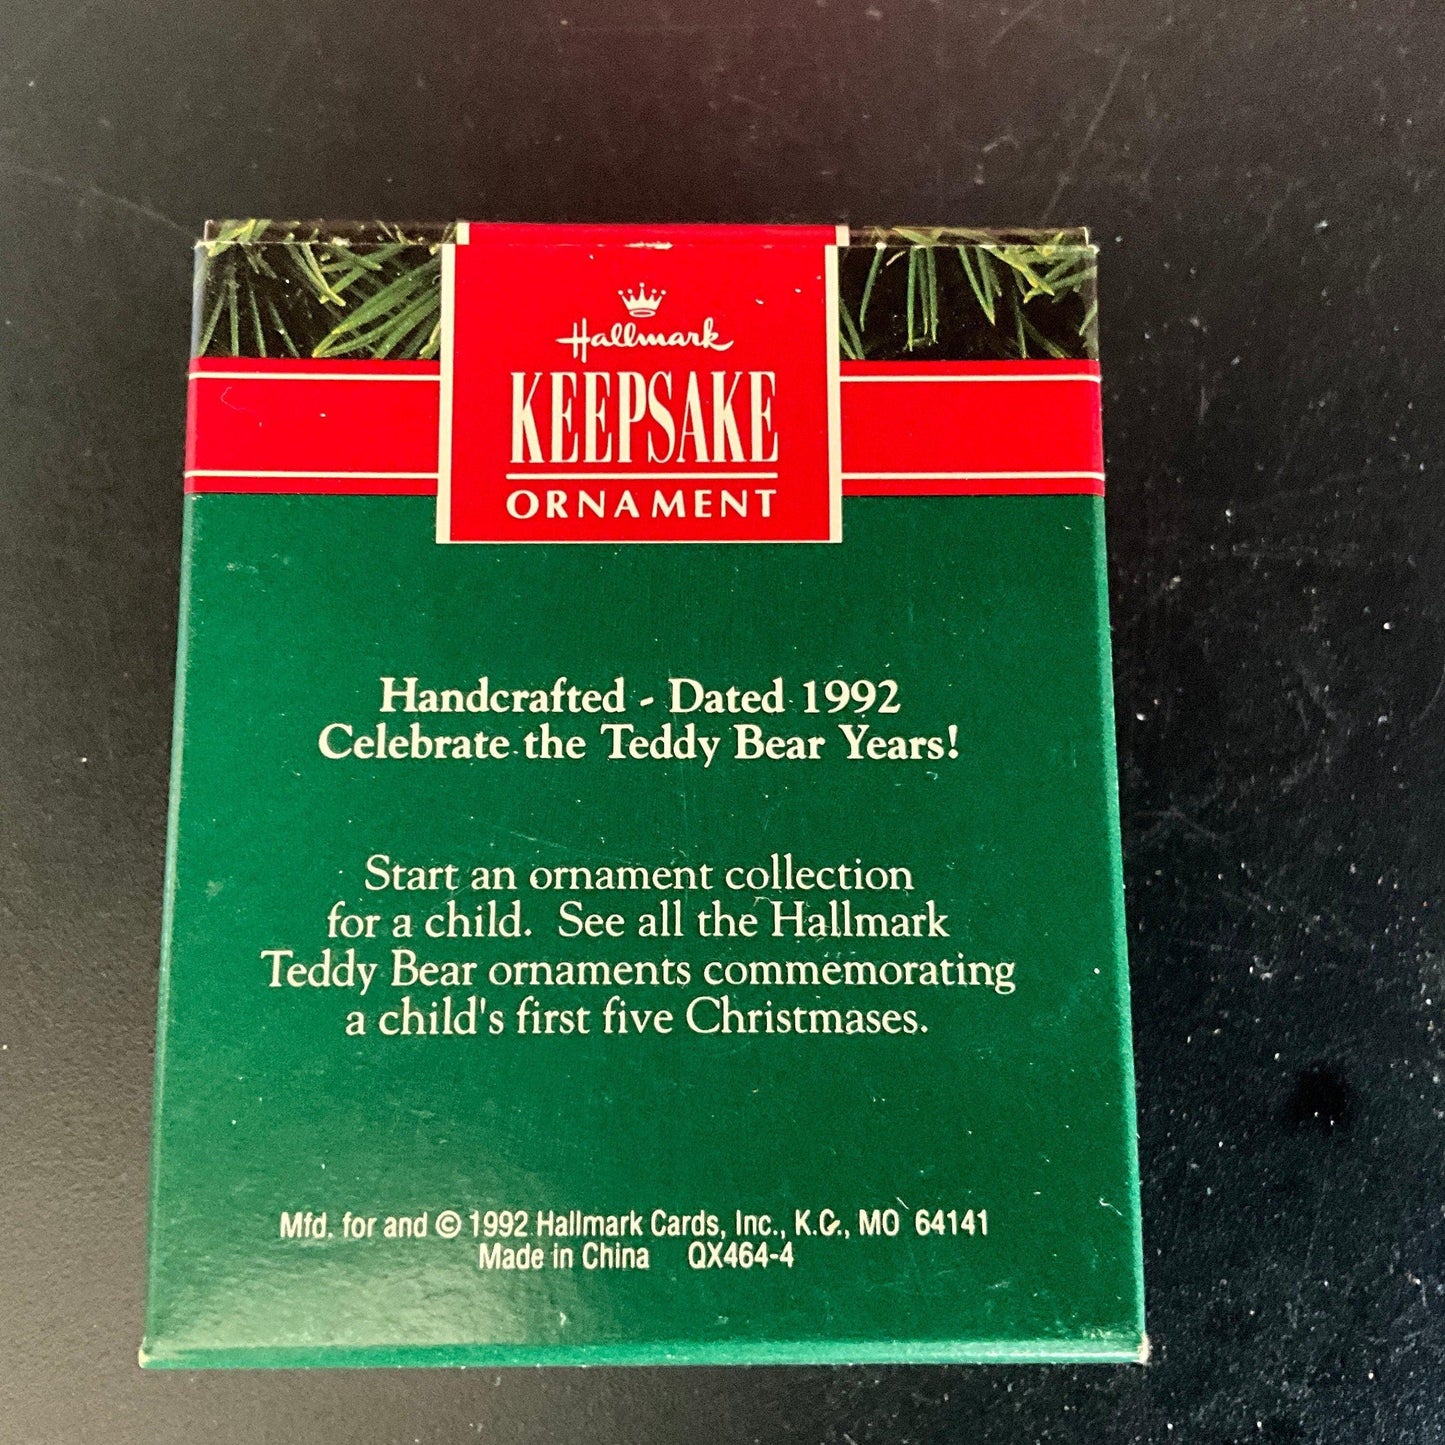 Hallmark
KEEPSAKE
ORNAMENT
Handcrafted - Dated 1992
Celebrate the Teddy Bear Years!
Start an ornament collection
for a child. See all the Hallmark
Teddy Bear ornaments commemorating
a child's first five Christmases.
Mfd. for and © 1992 Hallmark Cards, Inc., K.C., MO 64141
Made in China QX464-4